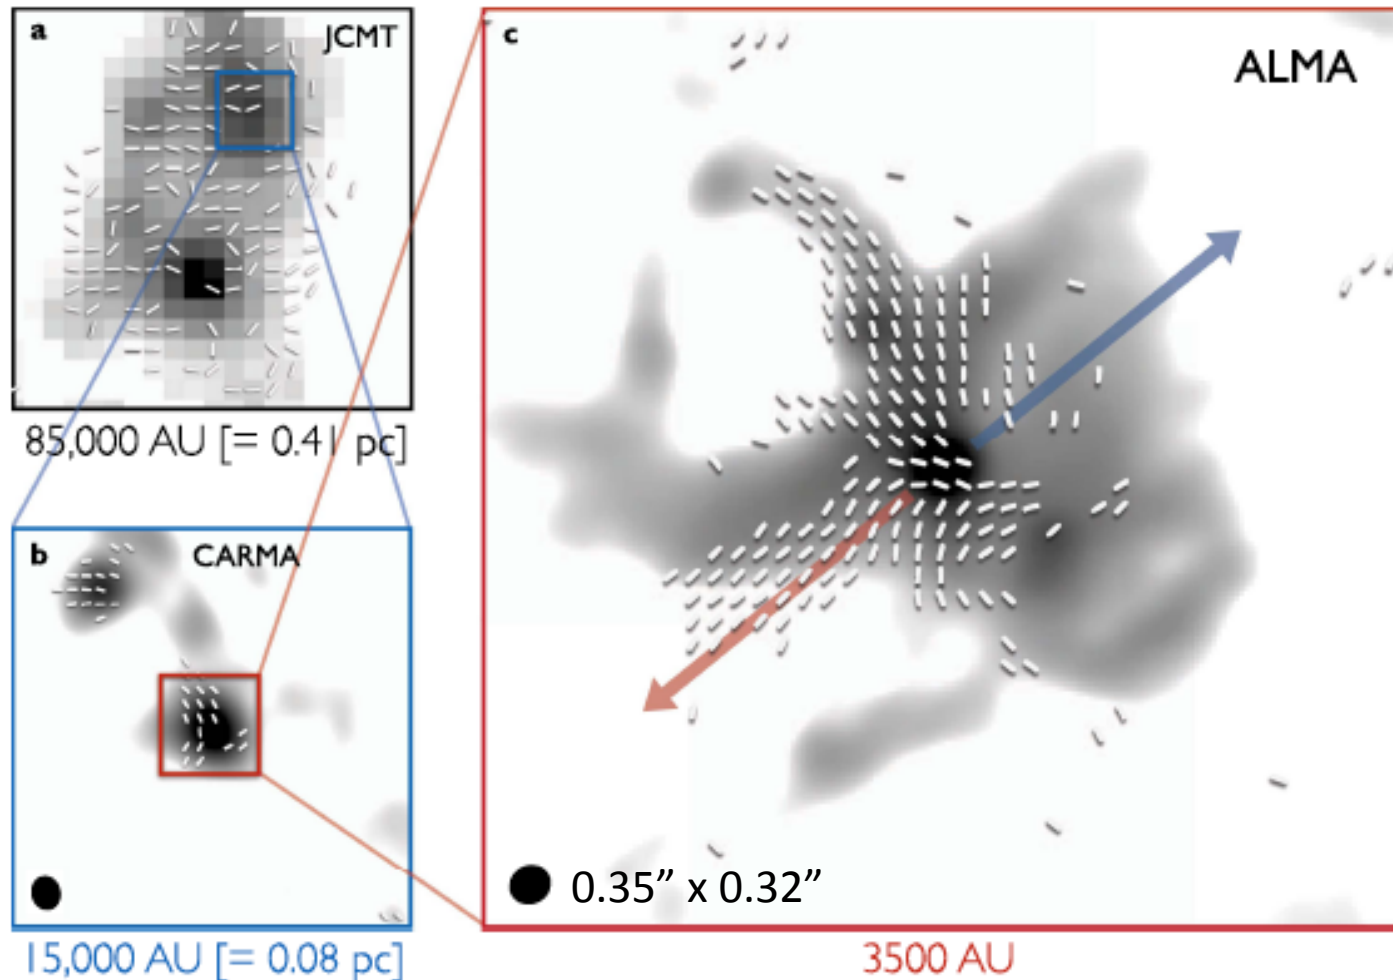 a
JCMT
85,000 AU [= 0.41 pc]
b
CARMA
15,000 AU [= 0.08 pc]
c
ALMA
0.35” x 0.32”
3500 AU